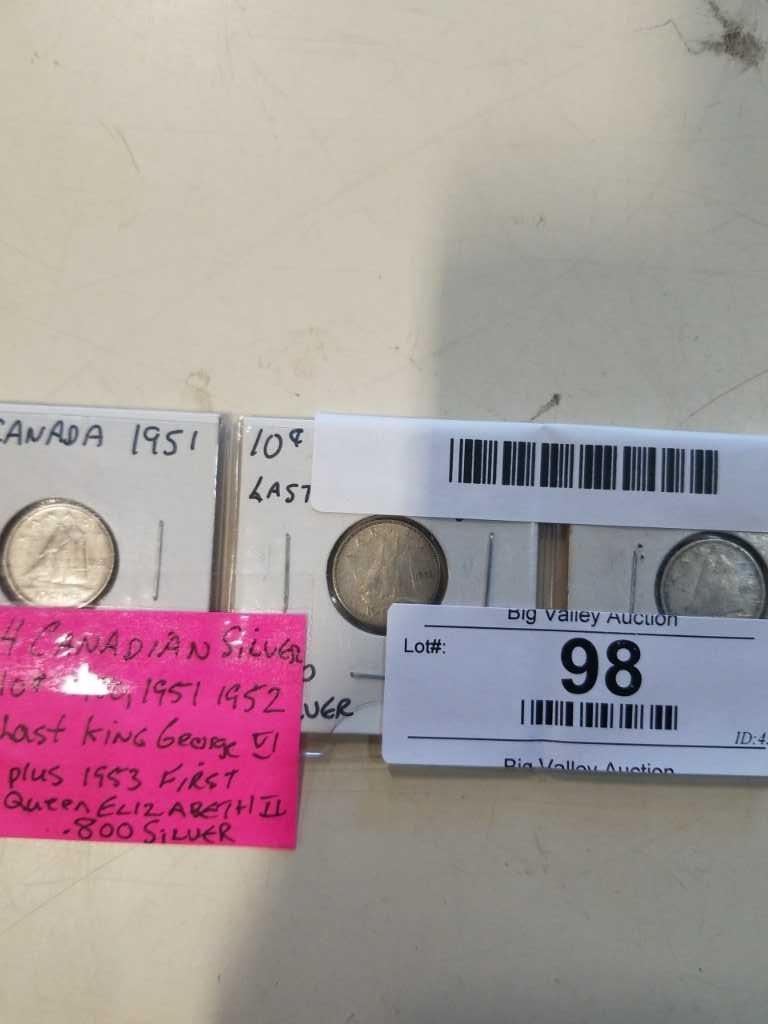 CANADA 1951
10¢
LAST
4 CANADIAN SILVER
10¢ 1951 1952
Last KING George VI
plus 1953 FIRST
Queen ELIZABETH II
.800 SILVER
Big Valley Auction
Lot#:
98
ID:4
Big Valley Auction